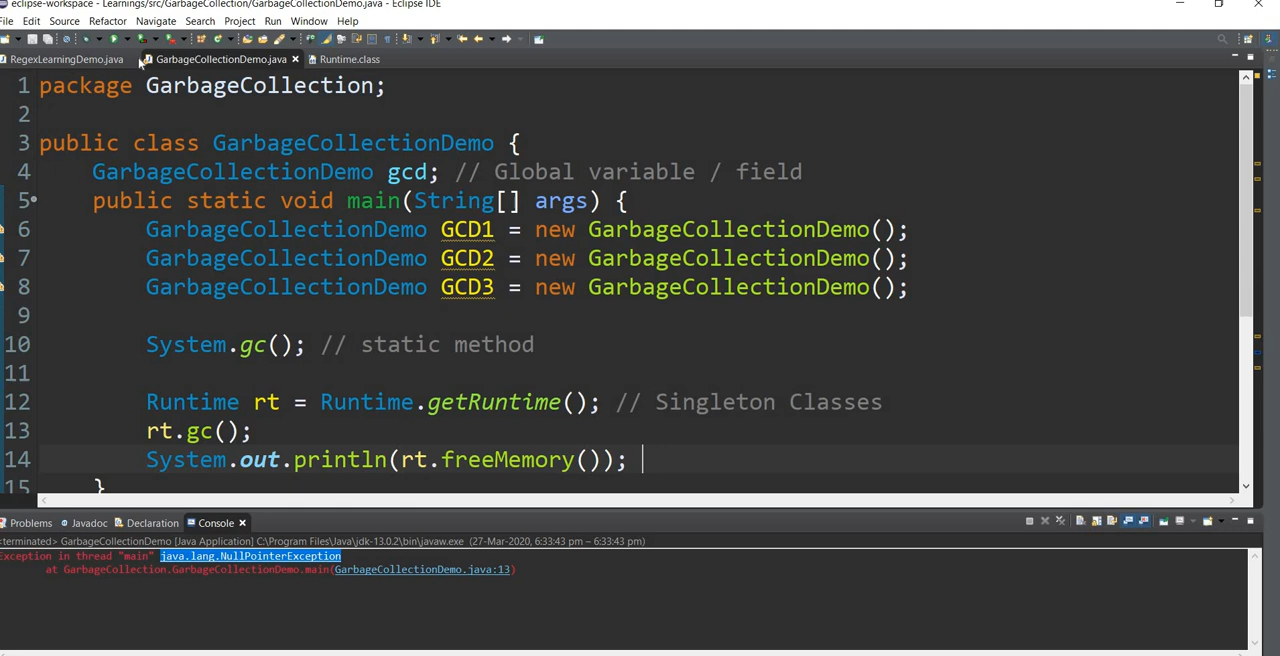 eclipse-workspace - Learnings/src/GarbageCollection/GarbageCollectionDemo.java - Eclipse IDE
File Edit Source Refactor Navigate Search Project Run Window Help
RegexLearningDemo.java GarbageCollectionDemo.java Runtime.class
1 package GarbageCollection;
2
3 public class GarbageCollectionDemo {
4 GarbageCollectionDemo gcd; // Global variable / field
5 public static void main(String[] args) {
6 GarbageCollectionDemo GCD1 = new GarbageCollectionDemo();
7 GarbageCollectionDemo GCD2 = new GarbageCollectionDemo();
8 GarbageCollectionDemo GCD3 = new GarbageCollectionDemo();
9
10 System.gc(); // static method
11
12 Runtime rt = Runtime.getRuntime(); // Singleton Classes
13 rt.gc();
14 System.out.println(rt.freeMemory());
15 }
Problems Javadoc Declaration Console
<terminated> GarbageCollectionDemo [Java Application] C:\Program Files\Java\jdk-13.0.2\bin\javaw.exe (27-Mar-2020, 6:33:43 pm – 6:33:43 pm)
Exception in thread "main" java.lang.NullPointerException
at GarbageCollection.GarbageCollectionDemo.main(GarbageCollectionDemo.java:13)